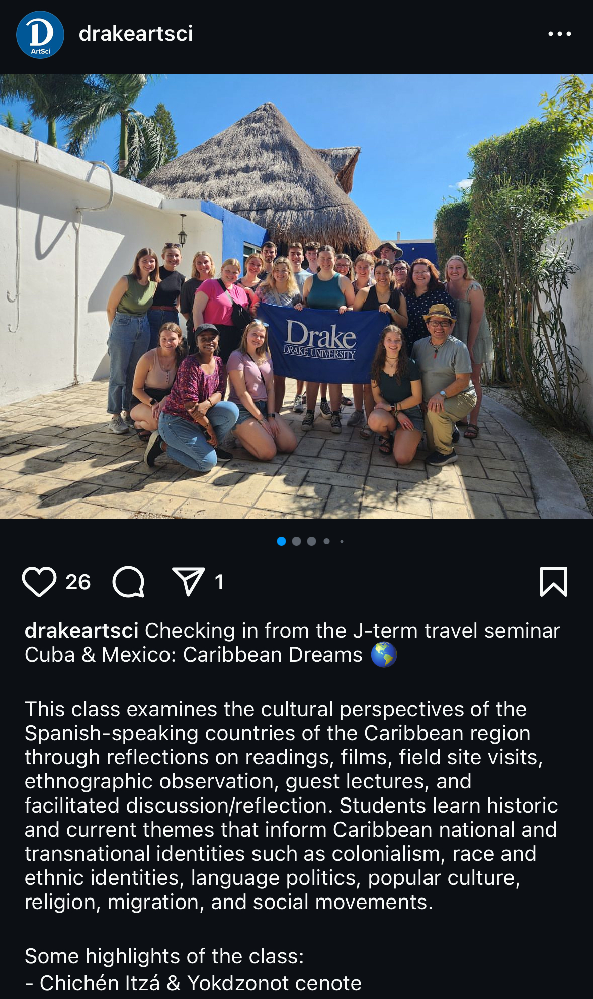 D
ArtSci
drakeartsci
Drake
DRAKE UNIVERSITY
26
1
drakeartsci Checking in from the J-term travel seminar
Cuba & Mexico: Caribbean Dreams 🌎
This class examines the cultural perspectives of the
Spanish-speaking countries of the Caribbean region
through reflections on readings, films, field site visits,
ethnographic observation, guest lectures, and
facilitated discussion/reflection. Students learn historic
and current themes that inform Caribbean national and
transnational identities such as colonialism, race and
ethnic identities, language politics, popular culture,
religion, migration, and social movements.
Some highlights of the class:
- Chichén Itzá & Yokdzonot cenote